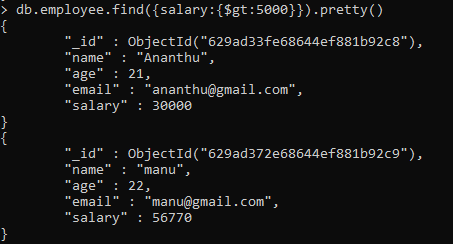 > db.employee.find({salary:{$gt:5000}}).pretty()
{
        "_id" : ObjectId("629ad33fe68644ef881b92c8"),
        "name" : "Ananthu",
        "age" : 21,
        "email" : "ananthu@gmail.com",
        "salary" : 30000
}
{
        "_id" : ObjectId("629ad372e68644ef881b92c9"),
        "name" : "manu",
        "age" : 22,
        "email" : "manu@gmail.com",
        "salary" : 56770
}